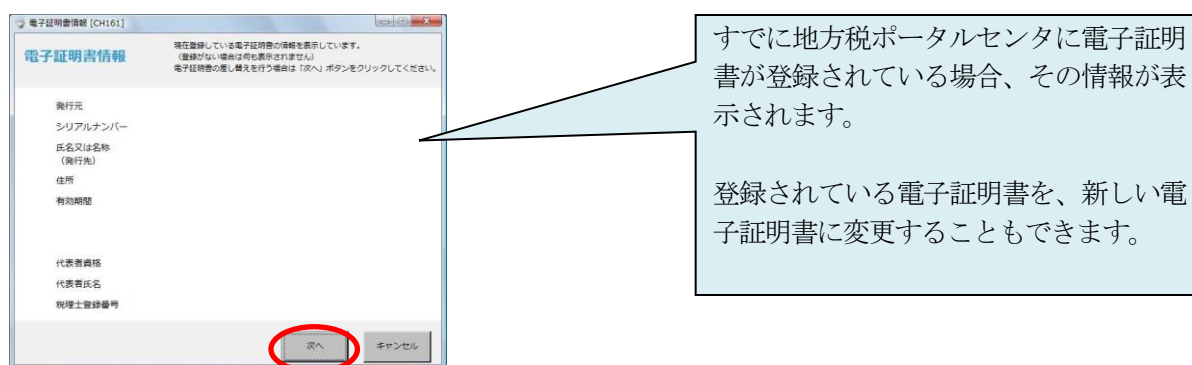 電子証明書情報 [CH161]
電子証明書情報
現在登録している電子証明書の情報を表示しています。
(登録がない場合は何も表示されません)
電子証明書の差し替えを行う場合は「次へ」ボタンをクリックしてください。
発行元
シリアルナンバー
氏名又は名称
(発行先)
住所
有効期間
代表者資格
代表者氏名
税理士登録番号
次へ
キャンセル
すでに地方税ポータルセンタに電子証明
書が登録されている場合、その情報が表
示されます。
登録されている電子証明書を、新しい電
子証明書に変更することもできます。